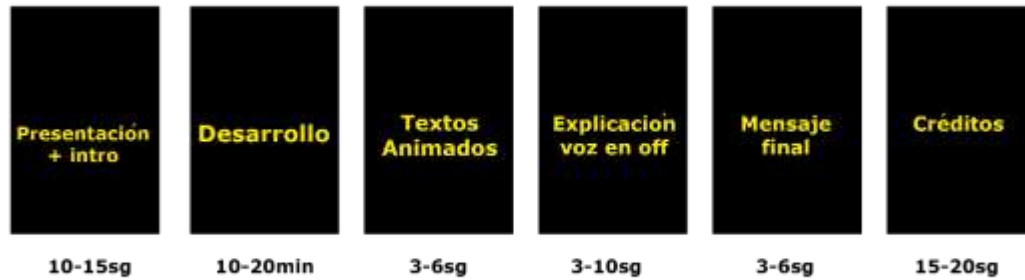 Presentación
+ intro
Desarrollo
Textos
Animados
Explicación
voz en off
Mensaje
final
Créditos
10-15sg
10-20min
3-6sg
3-10sg
3-6sg
15-20sg